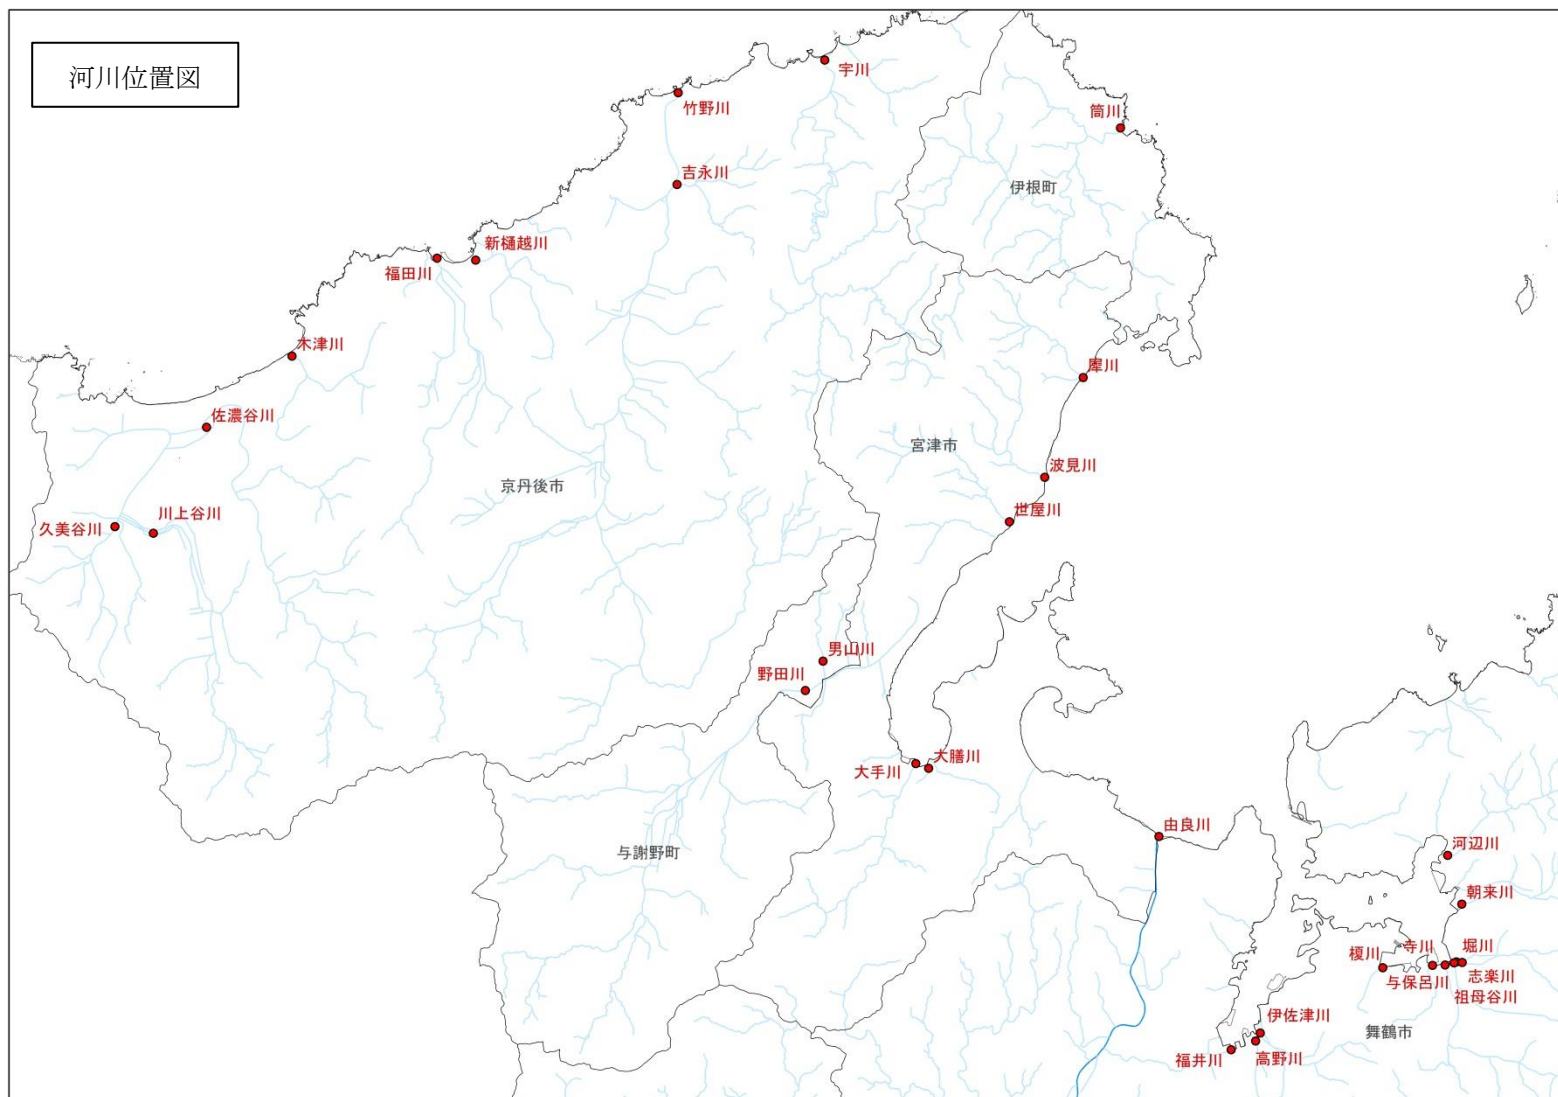 河川位置図
宇川
竹野川
筒川
吉永川
伊根町
新樋越川
福田川
木津川
犀川
佐濃谷川
宮津市
波見川
京丹後市
川上谷川
世屋川
久美谷川
男山川
野田川
大膳川
大手川
由良川
河辺川
与謝野町
朝来川
寺川
堀川
榎川
志楽川
与保呂川
祖母谷川
伊佐津川
舞鶴市
高野川
福井川